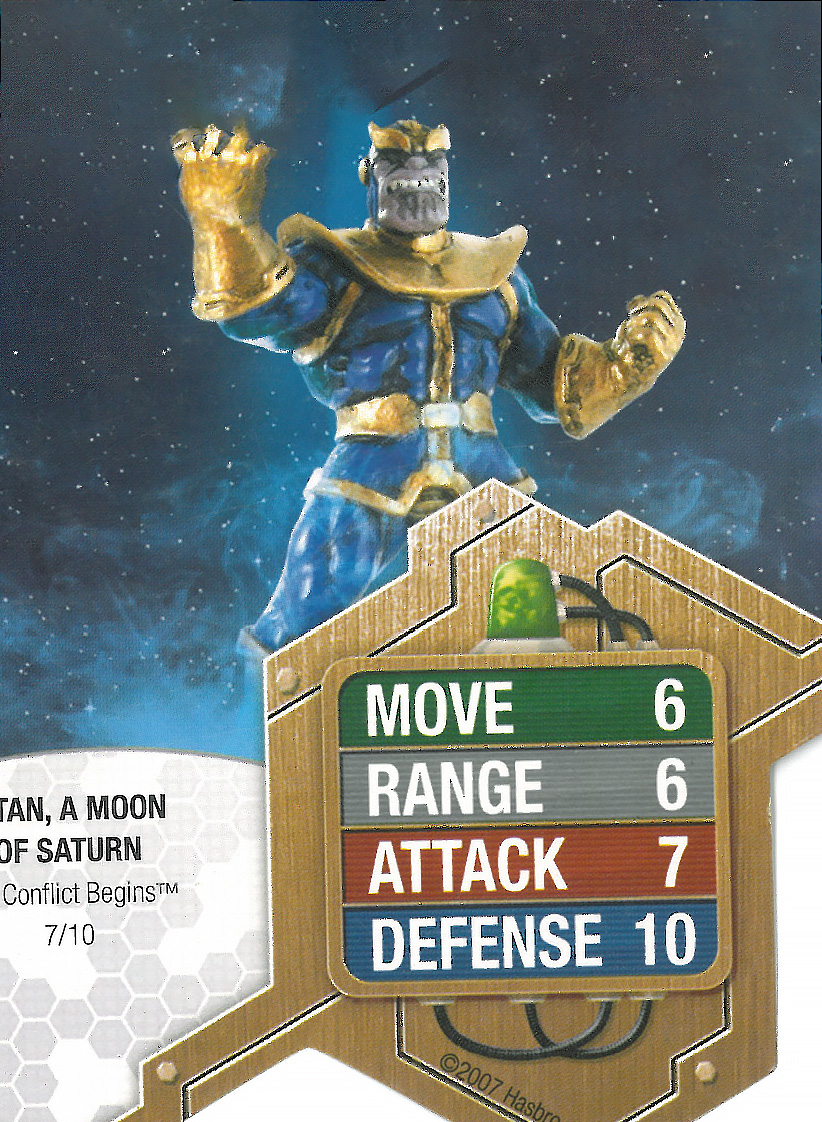 MOVE 6
RANGE 6
ATTACK 7
DEFENSE 10
TAN, A MOON
OF SATURN
Conflict Begins™
7/10
©2007 Hasbro